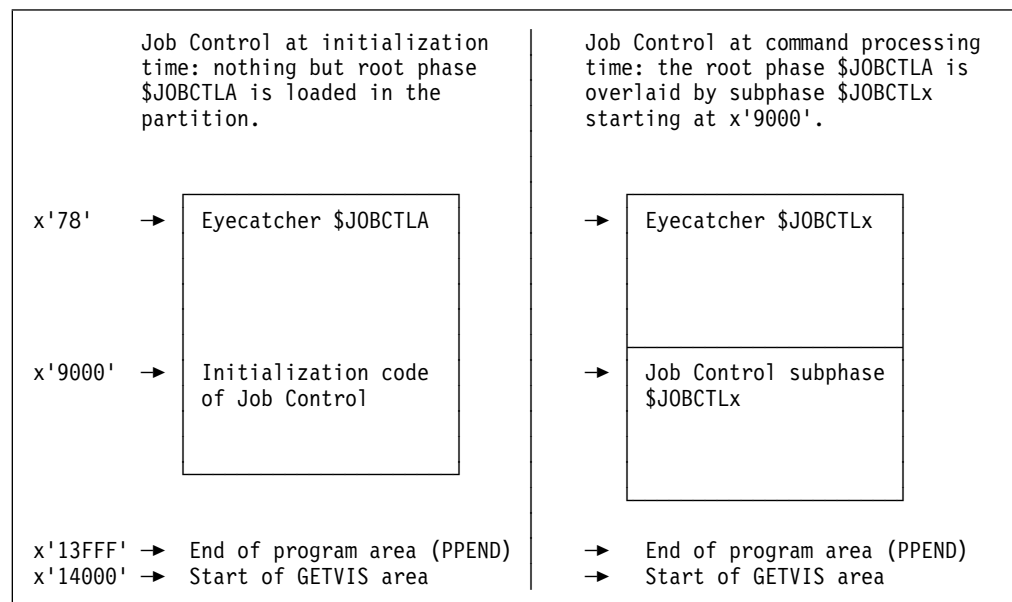 Job Control at initialization
time: nothing but root phase
$JOBCTLA is loaded in the
partition.
Job Control at command processing
time: the root phase $JOBCTLA is
overlaid by subphase $JOBCTLx
starting at x'9000'.
x'78' → Eyecatcher $JOBCTLA
→ Eyecatcher $JOBCTLx
x'9000' → Initialization code
of Job Control
→ Job Control subphase
$JOBCTLx
x'13FFF' → End of program area (PPEND)
x'14000' → Start of GETVIS area
→ End of program area (PPEND)
→ Start of GETVIS area